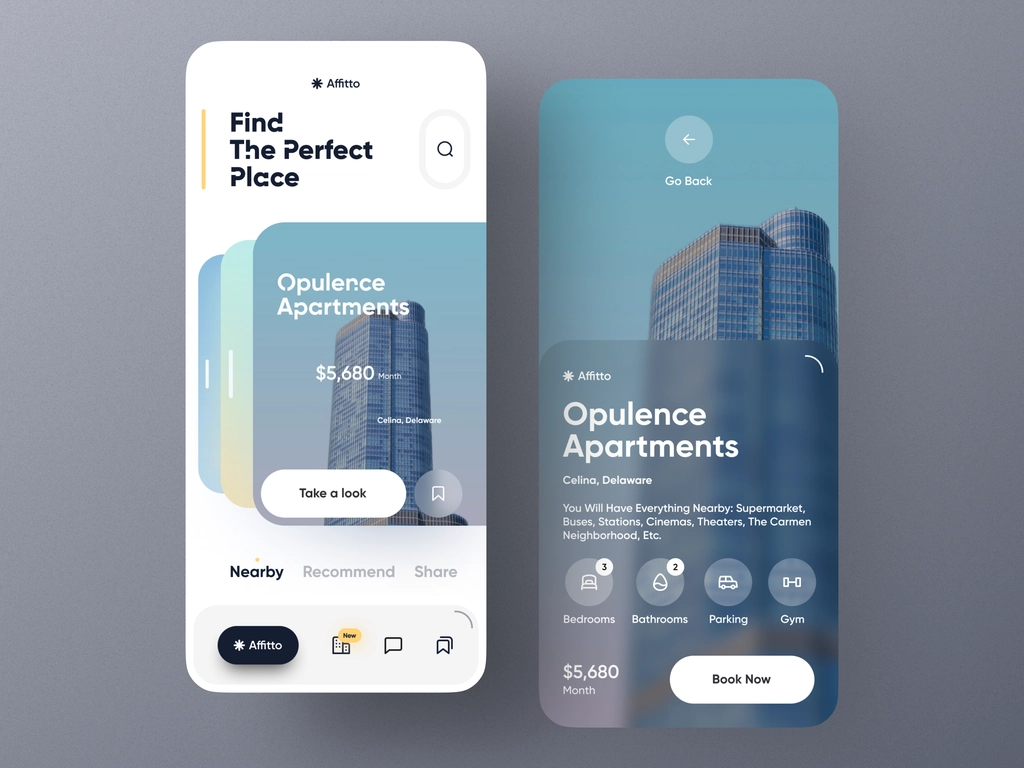 Affitto
Find
The Perfect
Place
Opulence
Apartments
$5,680 Month
Celina, Delaware
Take a look
Nearby Recommend Share
Affitto
New
Go Back
Affitto
Opulence
Apartments
Celina, Delaware
You Will Have Everything Nearby: Supermarket,
Buses, Stations, Cinemas, Theaters, The Carmen
Neighborhood, Etc.
3 2
Bedrooms Bathrooms Parking Gym
$5,680
Month
Book Now